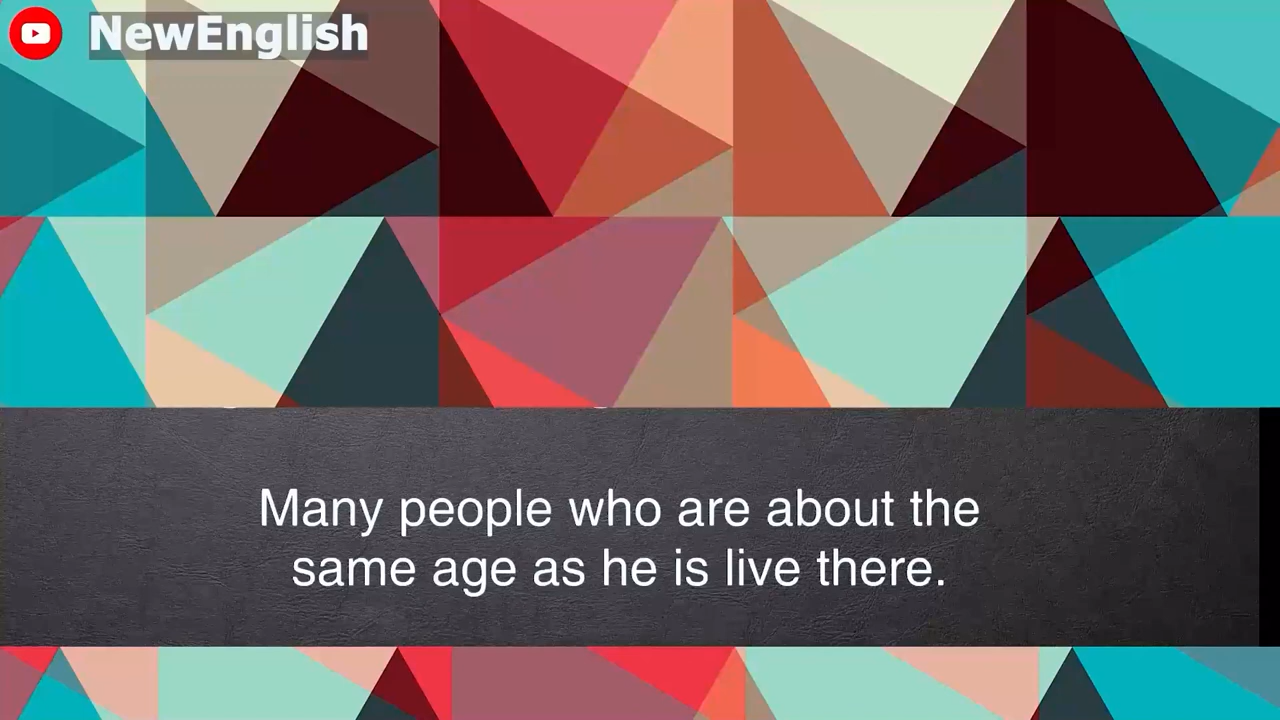 NewEnglish
Many people who are about the
same age as he is live there.